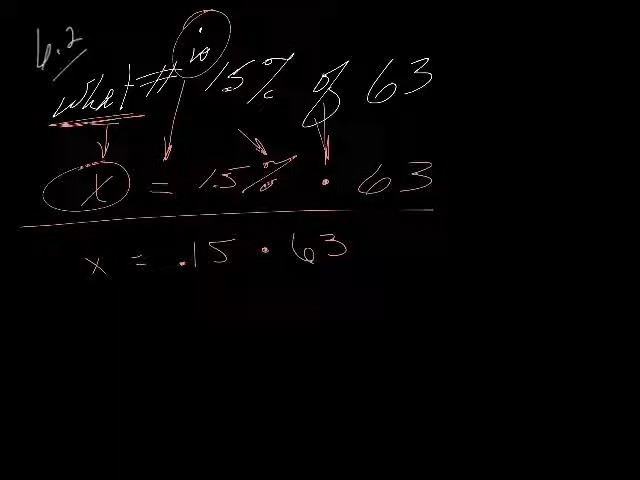 6.2
what # is 15% of 63
x = 15% · 63
x = .15 · 63